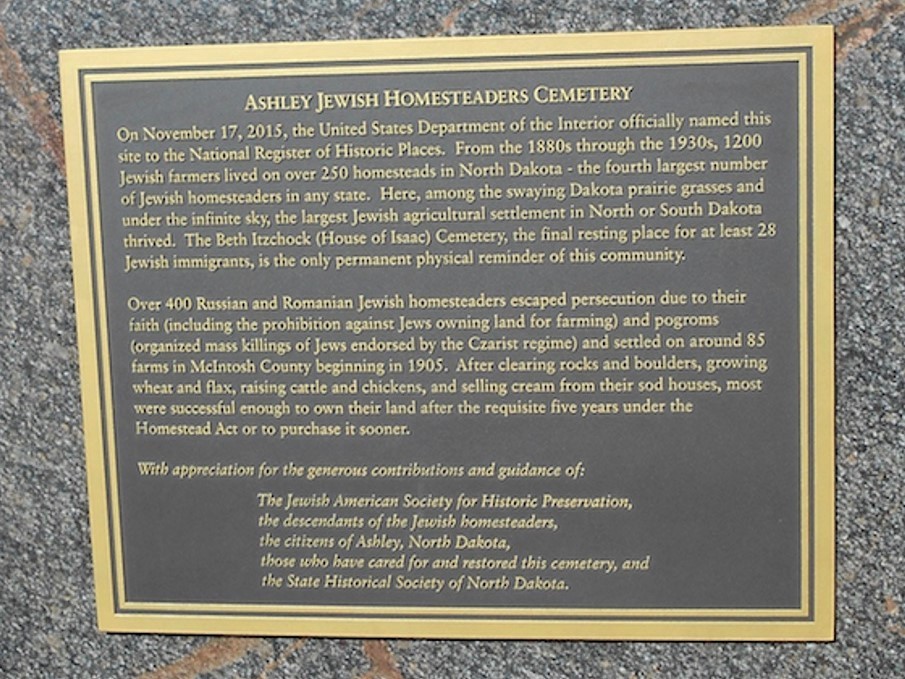 ASHLEY JEWISH HOMESTEADERS CEMETERY
On November 17, 2015, the United States Department of the Interior officially named this
site to the National Register of Historic Places. From the 1880s through the 1930s, 1200
Jewish farmers lived on over 250 homesteads in North Dakota - the fourth largest number
of Jewish homesteaders in any state. Here, among the swaying Dakota prairie grasses and
under the infinite sky, the largest Jewish agricultural settlement in North or South Dakota
thrived. The Beth Itzchock (House of Isaac) Cemetery, the final resting place for at least 28
Jewish immigrants, is the only permanent physical reminder of this community.
Over 400 Russian and Romanian Jewish homesteaders escaped persecution due to their
faith (including the prohibition against Jews owning land for farming) and pogroms
(organized mass killings of Jews endorsed by the Czarist regime) and settled on around 85
farms in McIntosh County beginning in 1905. After clearing rocks and boulders, growing
wheat and flax, raising cattle and chickens, and selling cream from their sod houses, most
were successful enough to own their land after the requisite five years under the
Homestead Act or to purchase it sooner.
With appreciation for the generous contributions and guidance of:
The Jewish American Society for Historic Preservation,
the descendants of the Jewish homesteaders,
the citizens of Ashley, North Dakota,
those who have cared for and restored this cemetery, and
the State Historical Society of North Dakota.